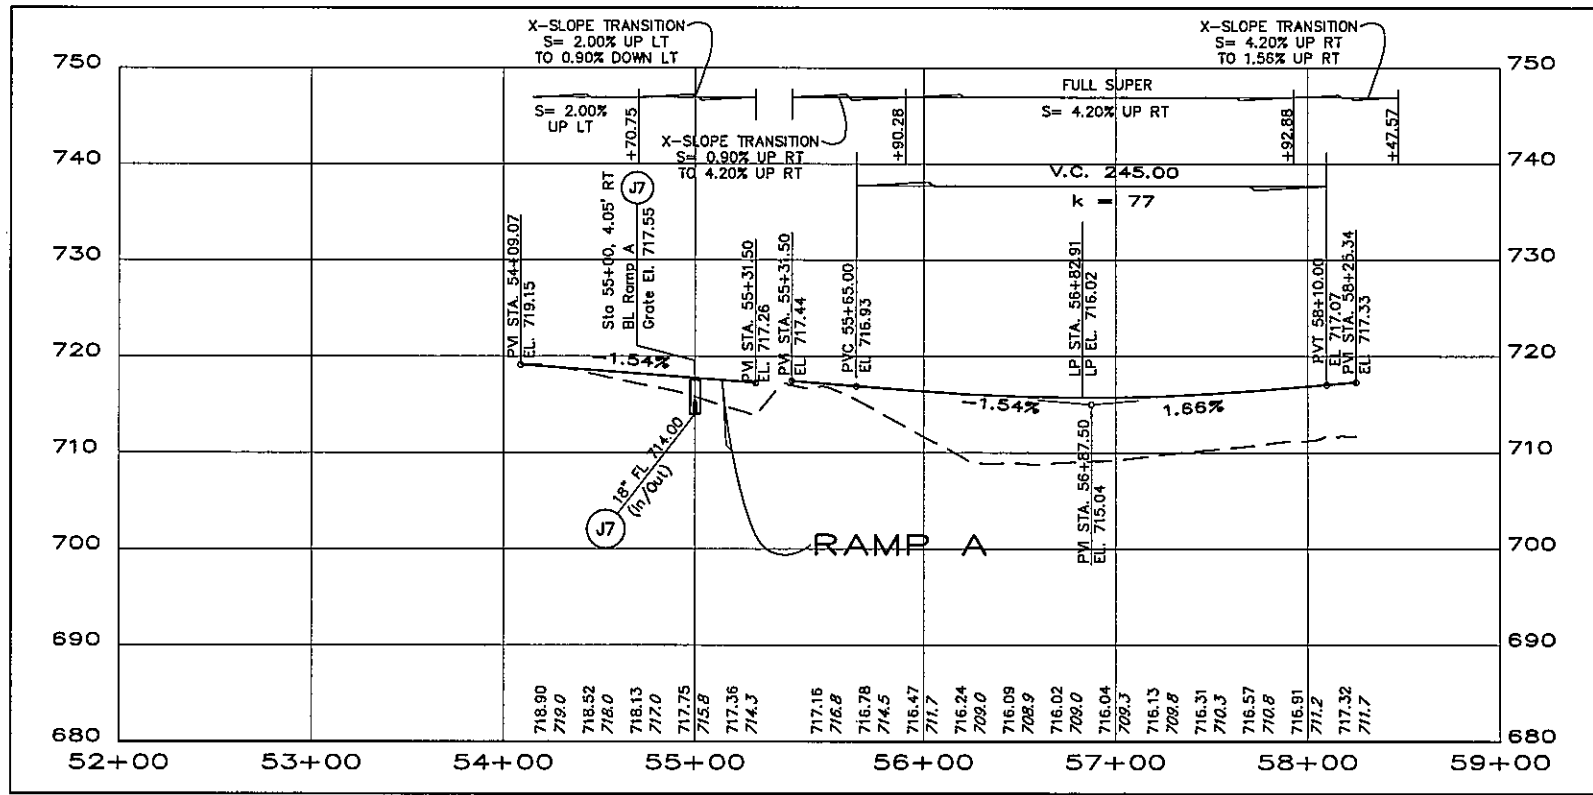 X-SLOPE TRANSITION
S= 2.00% UP LT
TO 0.90% DOWN LT
X-SLOPE TRANSITION
S= 4.20% UP RT
TO 1.56% UP RT
750
750
FULL SUPER
S= 2.00%
UP LT
S= 4.20% UP RT
+70.75
+90.28
+92.88
+47.57
X-SLOPE TRANSITION
S= 0.90% UP RT
TO 4.20% UP RT
740
740
V.C. 245.00
k = 77
J7
Sta 55+00, 4.05' RT
BL Ramp A
Grate El. 717.55
730
730
PVI STA. 54+09.07
EL. 719.15
PVI STA. 55+31.50
EL. 717.26
PVI STA. 55+31.50
EL 717.44
PVC 55+65.00
EL 716.93
LP STA. 56+82.91
LP EL. 716.02
PVT 58+10.00
EL 717.07
PVI STA. 58+26.34
EL. 717.33
720
720
-1.54%
-1.54%
1.66%
710
710
18" FL 714.00
(In/Out)
J7
PVI STA. 56+87.50
EL. 715.04
RAMP A
700
700
690
690
718.90
719.0
718.52
718.0
718.13
717.0
717.75
715.8
717.36
714.3
717.16
716.8
716.78
714.5
716.47
711.7
716.24
709.0
716.09
708.9
716.02
709.0
716.04
709.3
716.13
709.8
716.31
710.3
716.57
710.8
716.91
711.2
717.32
711.7
680
680
52+00
53+00
54+00
55+00
56+00
57+00
58+00
59+00